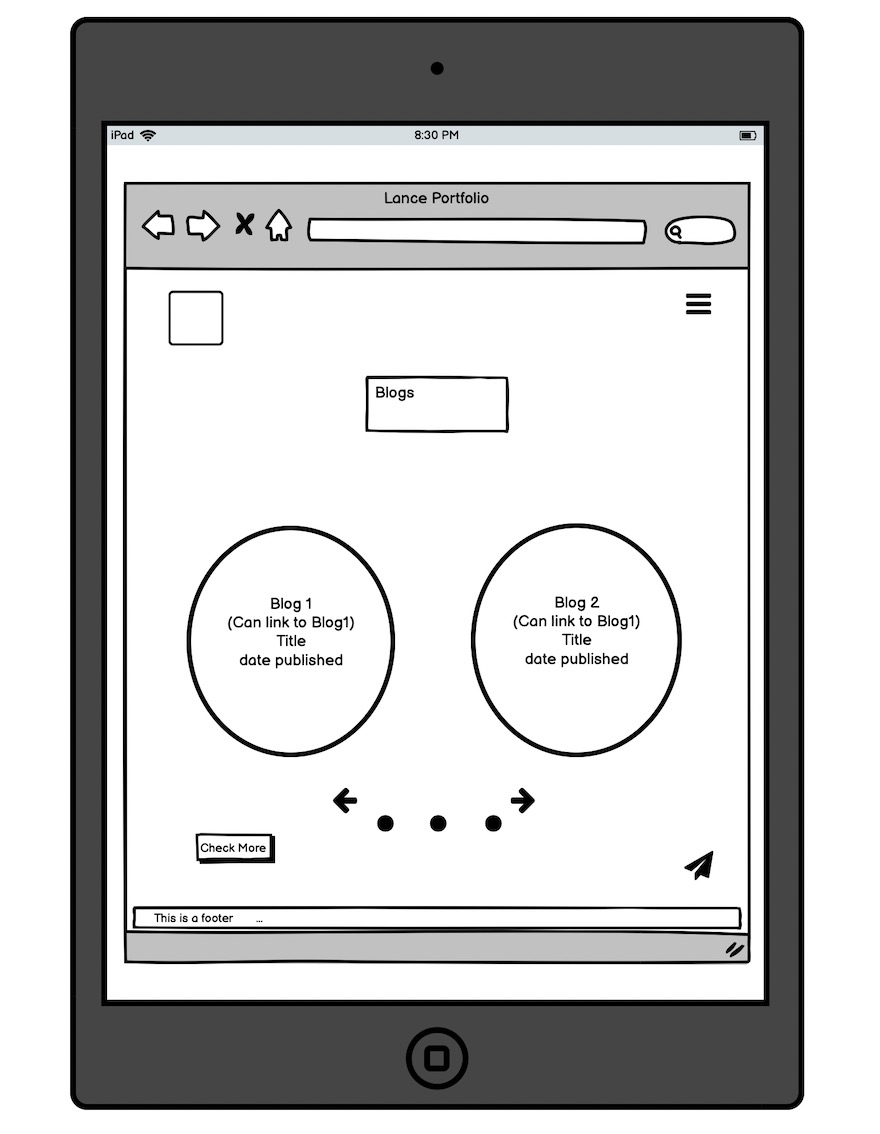 iPad 8:30 PM
Lance Portfolio
Blogs
Blog 1
(Can link to Blog1)
Title
date published
Blog 2
(Can link to Blog1)
Title
date published
Check More
This is a footer ...